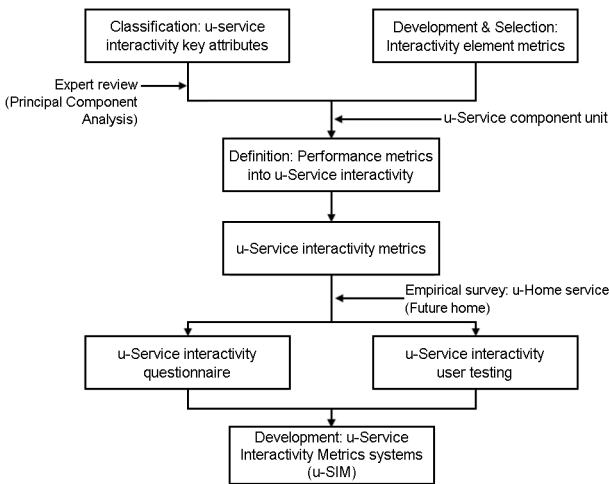 Classification: u-service
interactivity key attributes
Development & Selection:
Interactivity element metrics
Expert review
(Principal Component
Analysis)
u-Service component unit
Definition: Performance metrics
into u-Service interactivity
u-Service interactivity metrics
Empirical survey: u-Home service
(Future home)
u-Service interactivity
questionnaire
u-Service interactivity
user testing
Development: u-Service
Interactivity Metrics systems
(u-SIM)